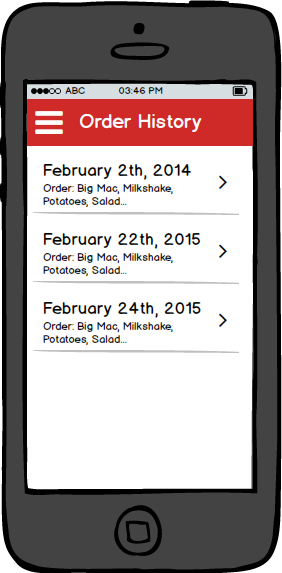 ABC 03:46 PM
Order History
February 2th, 2014
Order: Big Mac, Milkshake,
Potatoes, Salad...
February 22th, 2015
Order: Big Mac, Milkshake,
Potatoes, Salad...
February 24th, 2015
Order: Big Mac, Milkshake,
Potatoes, Salad...